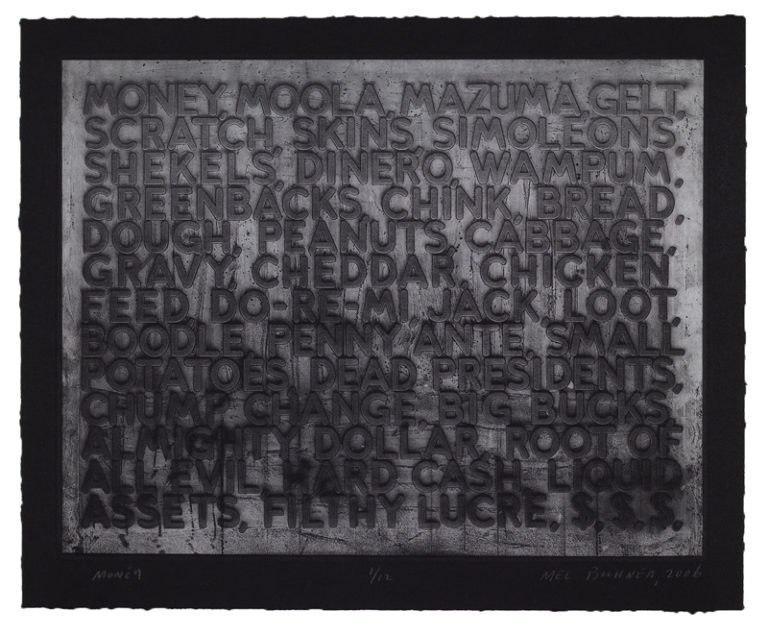 MONEY, MOOLA, MAZUMA, GELT,
SCRATCH, SKINS, SIMOLEONS,
SHEKELS, DINERO, WAMPUM,
GREENBACKS, CHINK, BREAD,
DOUGH, PEANUTS, CABBAGE,
GRAVY, CHEDDAR, CHICKEN
FEED, DO-RE-MI, JACK, LOOT,
BOODLE, PENNY ANTE, SMALL
POTATOES, DEAD PRESIDENTS,
CHUMP CHANGE, BIG BUCKS,
ALMIGHTY DOLLAR, ROOT OF
ALL EVIL, HARD CASH, LIQUID
ASSETS, FILTHY LUCRE, $, $, $,
MONEY 1/12 MEL BOCHNER, 2006